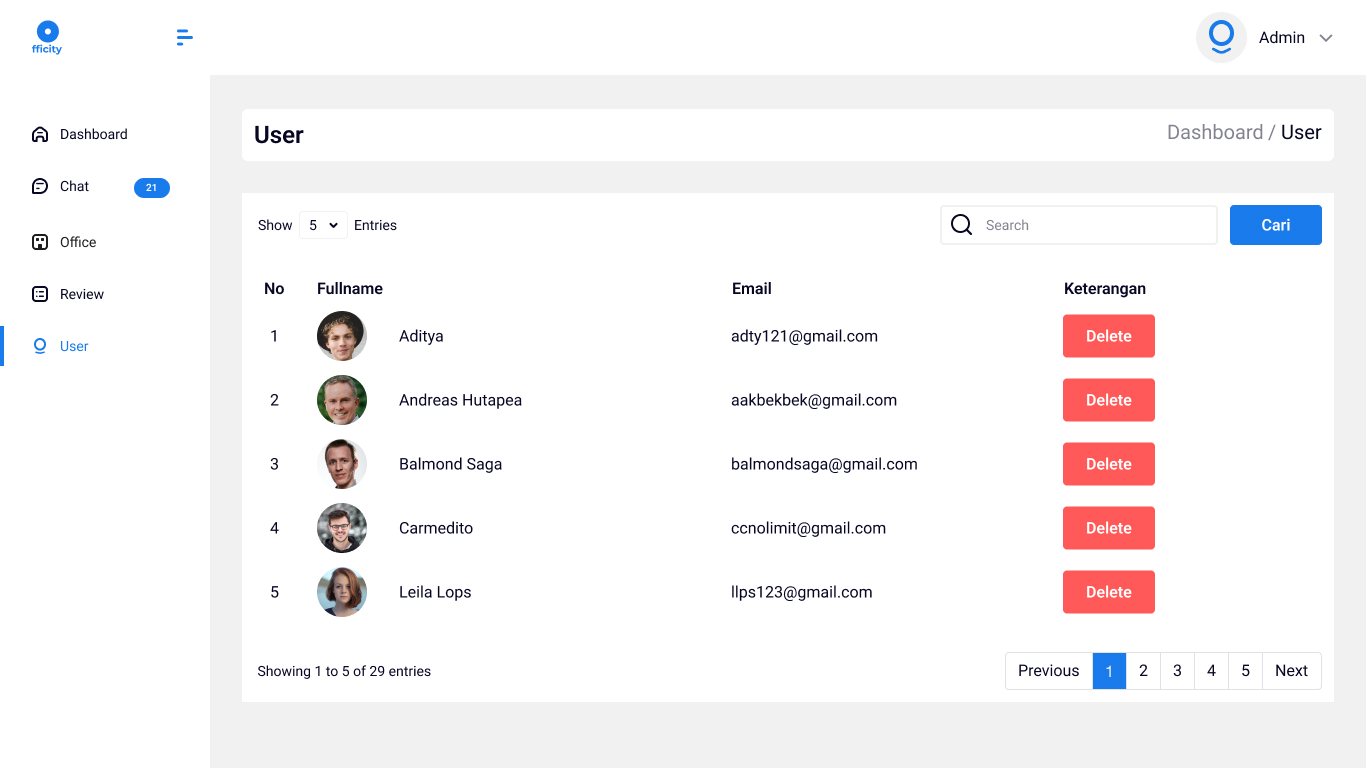 fficity
Admin
Dashboard
Chat 21
Office
Review
User
User
Dashboard / User
Show 5 Entries
Search
Cari
No Fullname Email Keterangan
1 Aditya adty121@gmail.com Delete
2 Andreas Hutapea aakbekbek@gmail.com Delete
3 Balmond Saga balmondsaga@gmail.com Delete
4 Carmedito ccnolimit@gmail.com Delete
5 Leila Lops llps123@gmail.com Delete
Showing 1 to 5 of 29 entries
Previous 1 2 3 4 5 Next